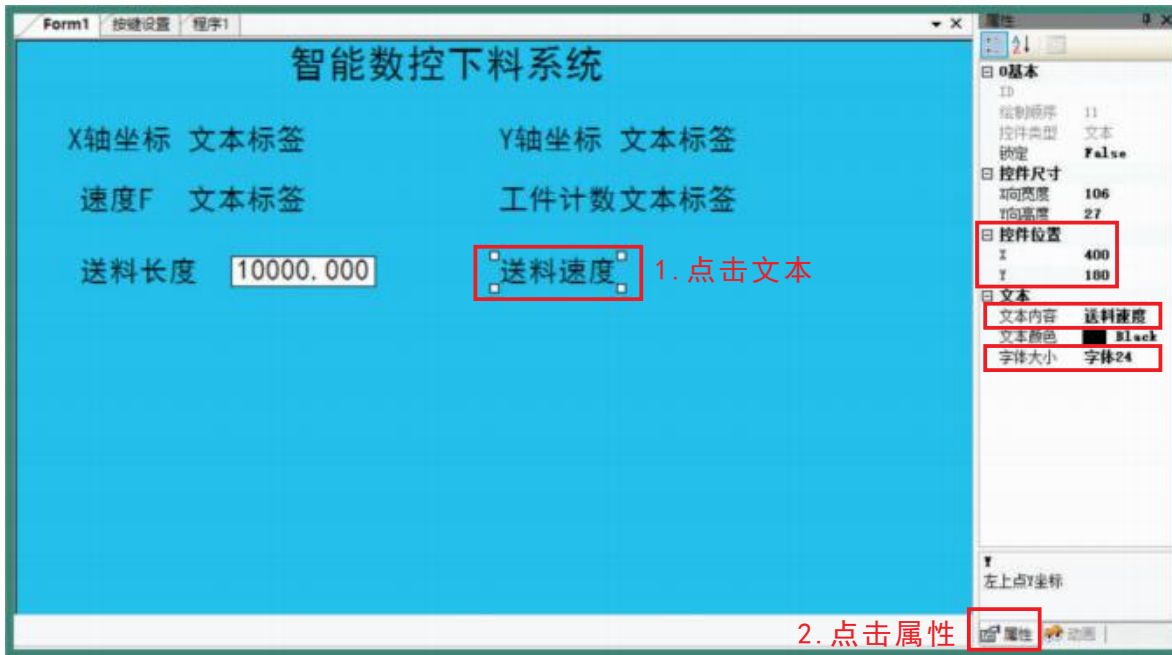 Form1 按键设置 程序1
属性
智能数控下料系统
0基本
ID
绘制顺序 11
控件类型 文本
锁定 False
X轴坐标 文本标签 Y轴坐标 文本标签
控件尺寸
X向宽度 106
Y向高度 27
速度F 文本标签 工件计数 文本标签
控件位置
X 400
Y 180
送料长度 10000.000 送料速度 1.点击文本
文本
文本内容 送料速度
文本颜色 Black
字体大小 字体24
Y
左上点Y坐标
2.点击属性 属性 动画